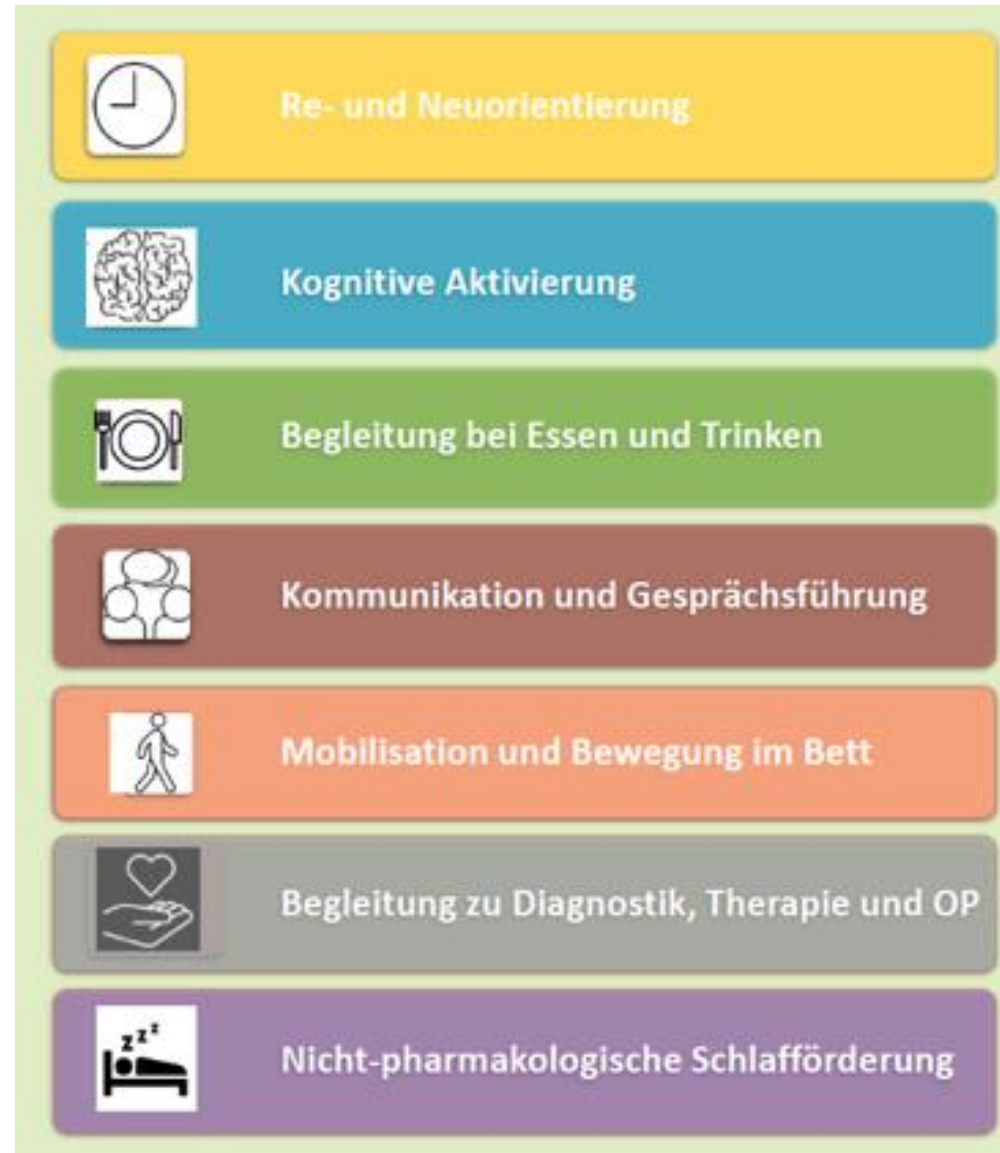 Re- und Neuorientierung
Kognitive Aktivierung
Begleitung bei Essen und Trinken
Kommunikation und Gesprächsführung
Mobilisation und Bewegung im Bett
Begleitung zu Diagnostik, Therapie und OP
zzz
Nicht-pharmakologische Schlafförderung